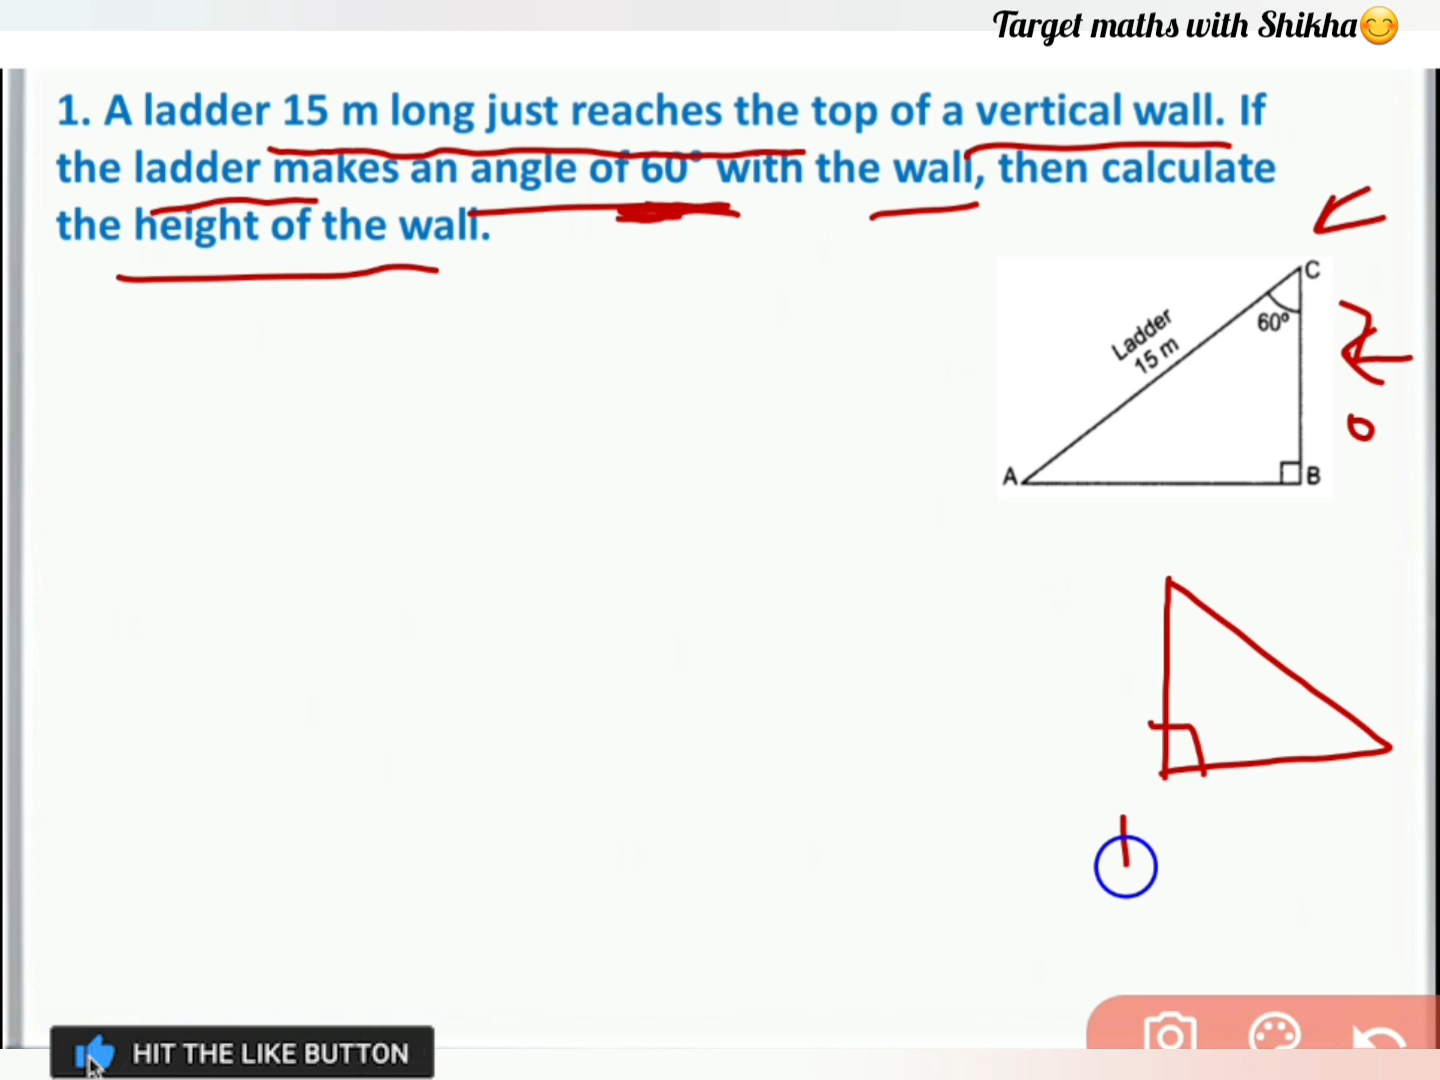 Target maths with Shikha😊
1. A ladder 15 m long just reaches the top of a vertical wall. If
the ladder makes an angle of 60° with the wall, then calculate
the height of the wall.
C
60º
Ladder
15 m
A
B
HIT THE LIKE BUTTON